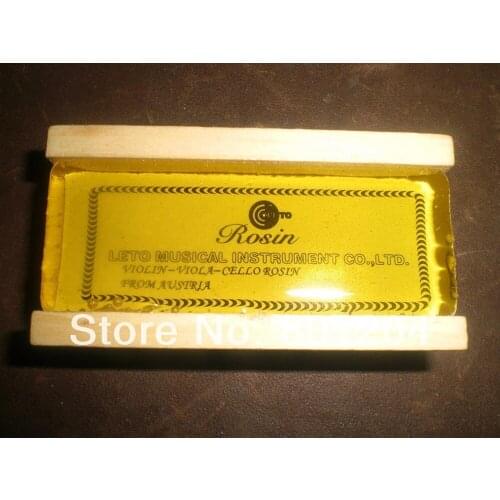 LETO
Rosin
LETO MUSICAL INSTRUMENT CO.,LTD.
VIOLIN-VIOLA-CELLO ROSIN
FROM AUSTRIA
Store No